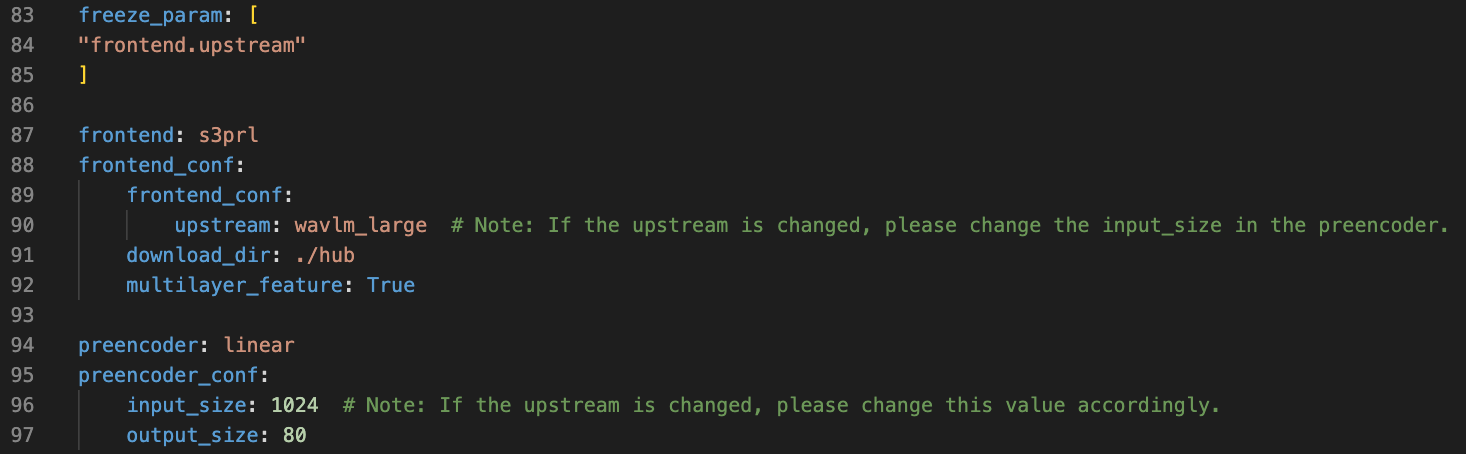 83 freeze_param: [
84 "frontend.upstream"
85 ]
86
87 frontend: s3prl
88 frontend_conf:
89     frontend_conf:
90         upstream: wavlm_large  # Note: If the upstream is changed, please change the input_size in the preencoder.
91     download_dir: ./hub
92     multilayer_feature: True
93
94 preencoder: linear
95 preencoder_conf:
96     input_size: 1024  # Note: If the upstream is changed, please change this value accordingly.
97     output_size: 80